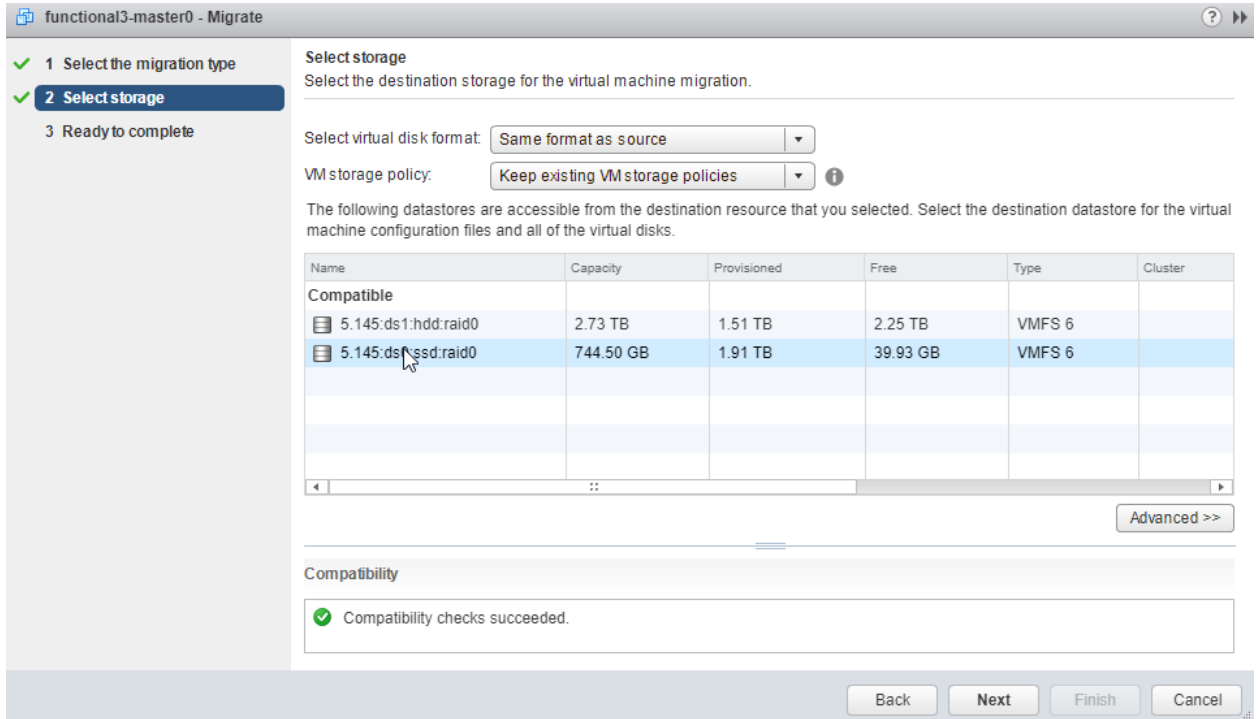 functional3-master0 - Migrate
1 Select the migration type
2 Select storage
3 Ready to complete
Select storage
Select the destination storage for the virtual machine migration.
Select virtual disk format: Same format as source
VM storage policy: Keep existing VM storage policies
The following datastores are accessible from the destination resource that you selected. Select the destination datastore for the virtual
machine configuration files and all of the virtual disks.
Name Capacity Provisioned Free Type Cluster
Compatible
5.145:ds1:hdd:raid0 2.73 TB 1.51 TB 2.25 TB VMFS 6
744.50 GB 1.91 TB 39.93 GB VMFS 6
Advanced >>
Compatibility
Compatibility checks succeeded.
Back Next Finish Cancel